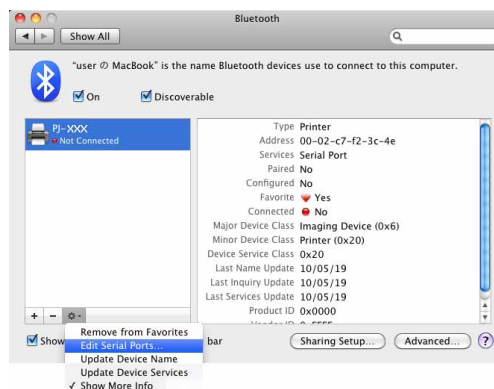 Bluetooth
Show All
"user の MacBook" is the name Bluetooth devices use to connect to this computer.
On
Discoverable
PJ-XXX
Not Connected
Type Printer
Address 00-02-c7-f2-3c-4e
Services Serial Port
Paired No
Configured No
Favorite Yes
Connected No
Major Device Class Imaging Device (0x6)
Minor Device Class Printer (0x20)
Device Service Class 0x20
Last Name Update 10/05/19
Last Inquiry Update 10/05/19
Last Services Update 10/05/19
Product ID 0x0000
Show
bar
Sharing Setup...
Advanced...
?
Remove from Favorites
Edit Serial Ports...
Update Device Name
Update Device Services
✓ Show More Info